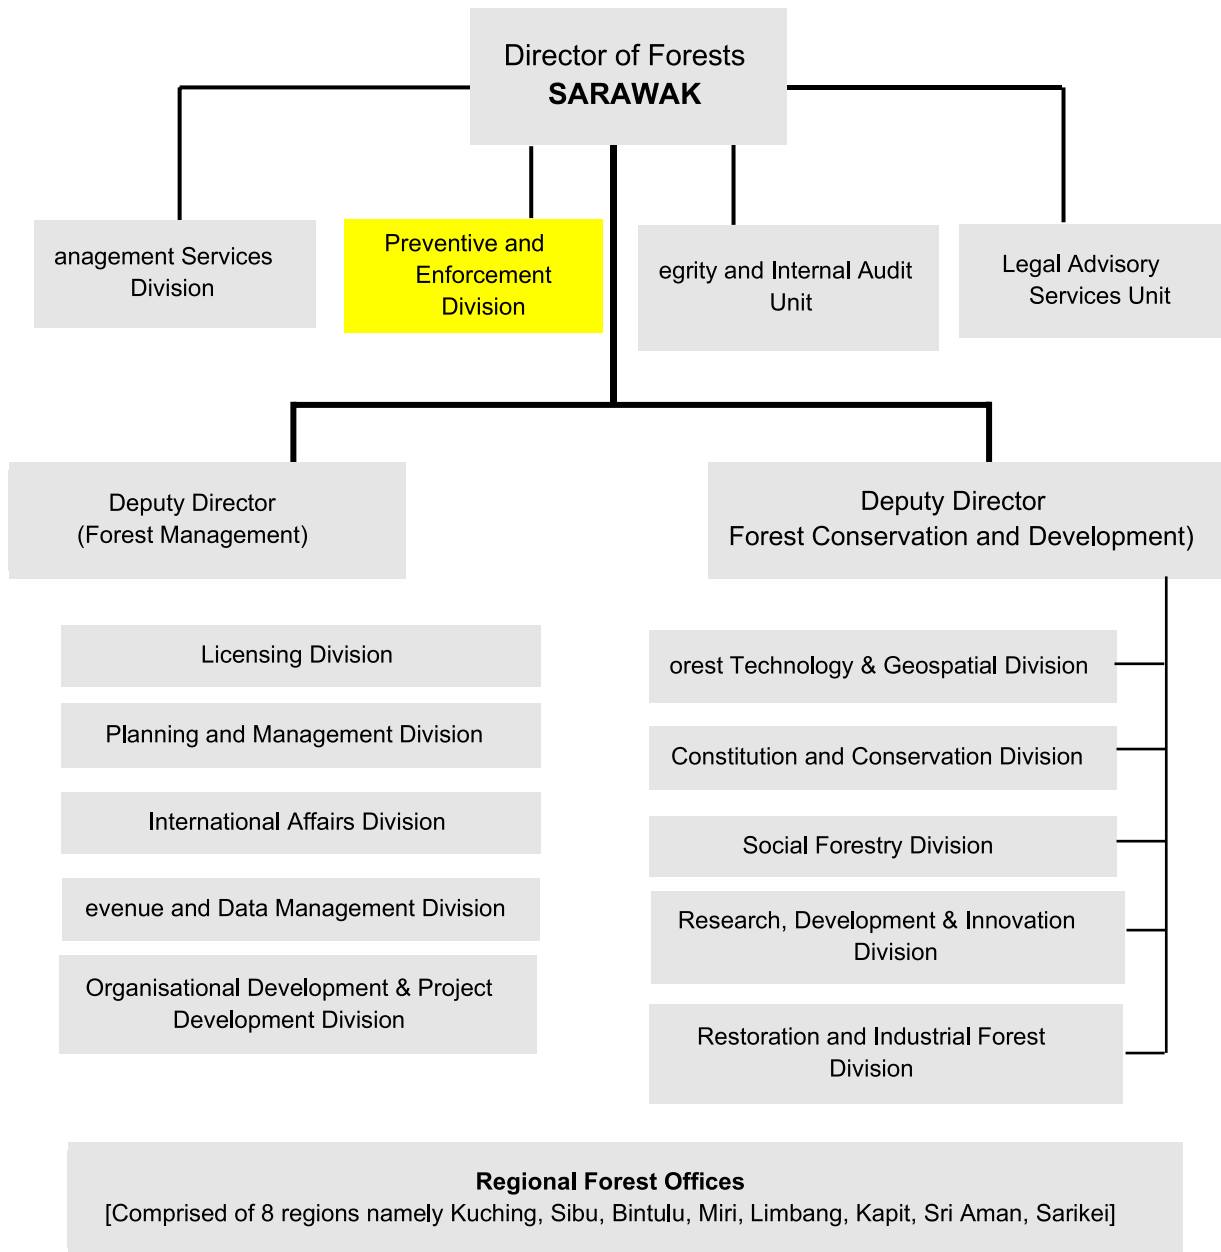 Director of Forests
SARAWAK
anagement Services
Division
Preventive and
Enforcement
Division
egrity and Internal Audit
Unit
Legal Advisory
Services Unit
Deputy Director
(Forest Management)
Deputy Director
Forest Conservation and Development)
Licensing Division
Planning and Management Division
International Affairs Division
evenue and Data Management Division
Organisational Development & Project
Development Division
orest Technology & Geospatial Division
Constitution and Conservation Division
Social Forestry Division
Research, Development & Innovation
Division
Restoration and Industrial Forest
Division
Regional Forest Offices
[Comprised of 8 regions namely Kuching, Sibu, Bintulu, Miri, Limbang, Kapit, Sri Aman, Sarikei]